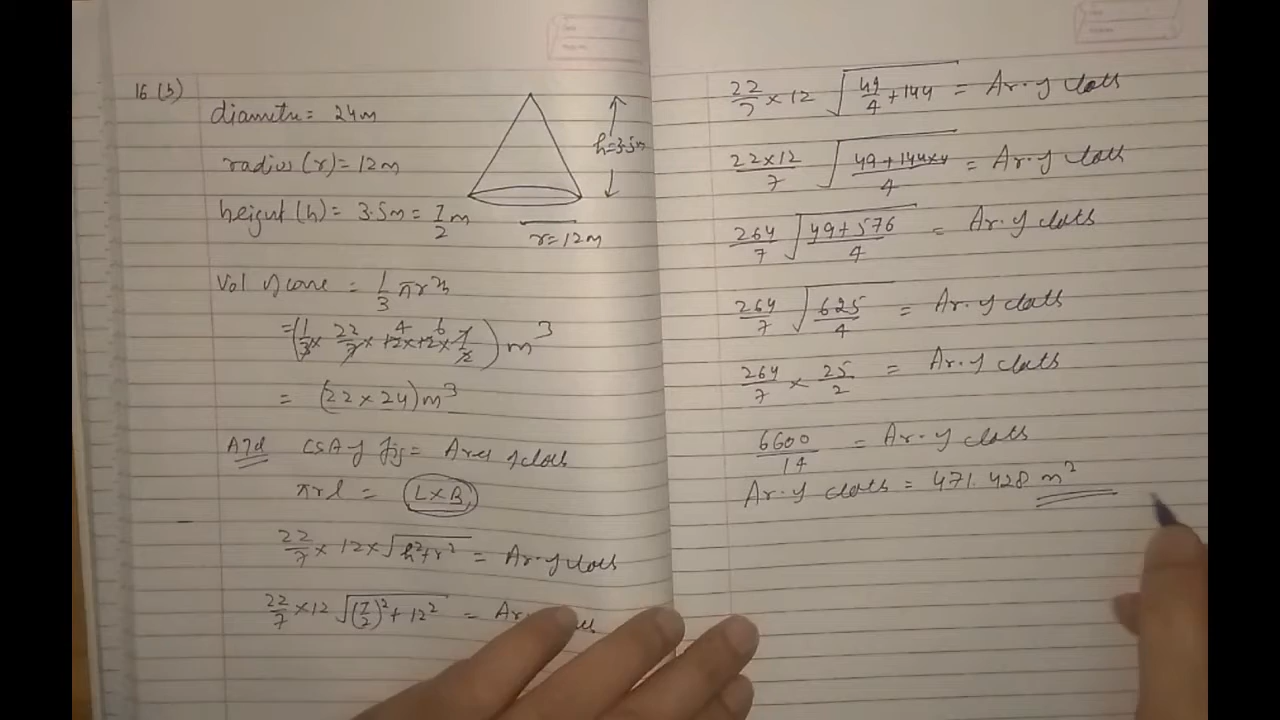 16 (b)
diameter = 24m
radius (r) = 12m
height (h) = 3.5m = 7/2 m
h=3.5m
r=12m
Vol of cone = 1/3 πr²h
= (1/3 × 22/7 × 12 × 12 × 7/2) m³
4 6
= (22 × 24) m³
ATQ CSA of fig = Area of cloth
πrl = (L×B)
22/7 × 12 × √(h²+r²) = Ar. of cloth
22/7 × 12 √((7/2)² + 12²) = Ar.
22/7 × 12 √(49/4 + 144) = Ar. of cloth
22×12/7 √((49+144×4)/4) = Ar. of cloth
264/7 √((49+576)/4) = Ar. of cloth
264/7 √(625/4) = Ar. of cloth
264/7 × 25/2 = Ar. of cloth
6600/14 = Ar. of cloth
Ar. of cloth = 471.428 m²